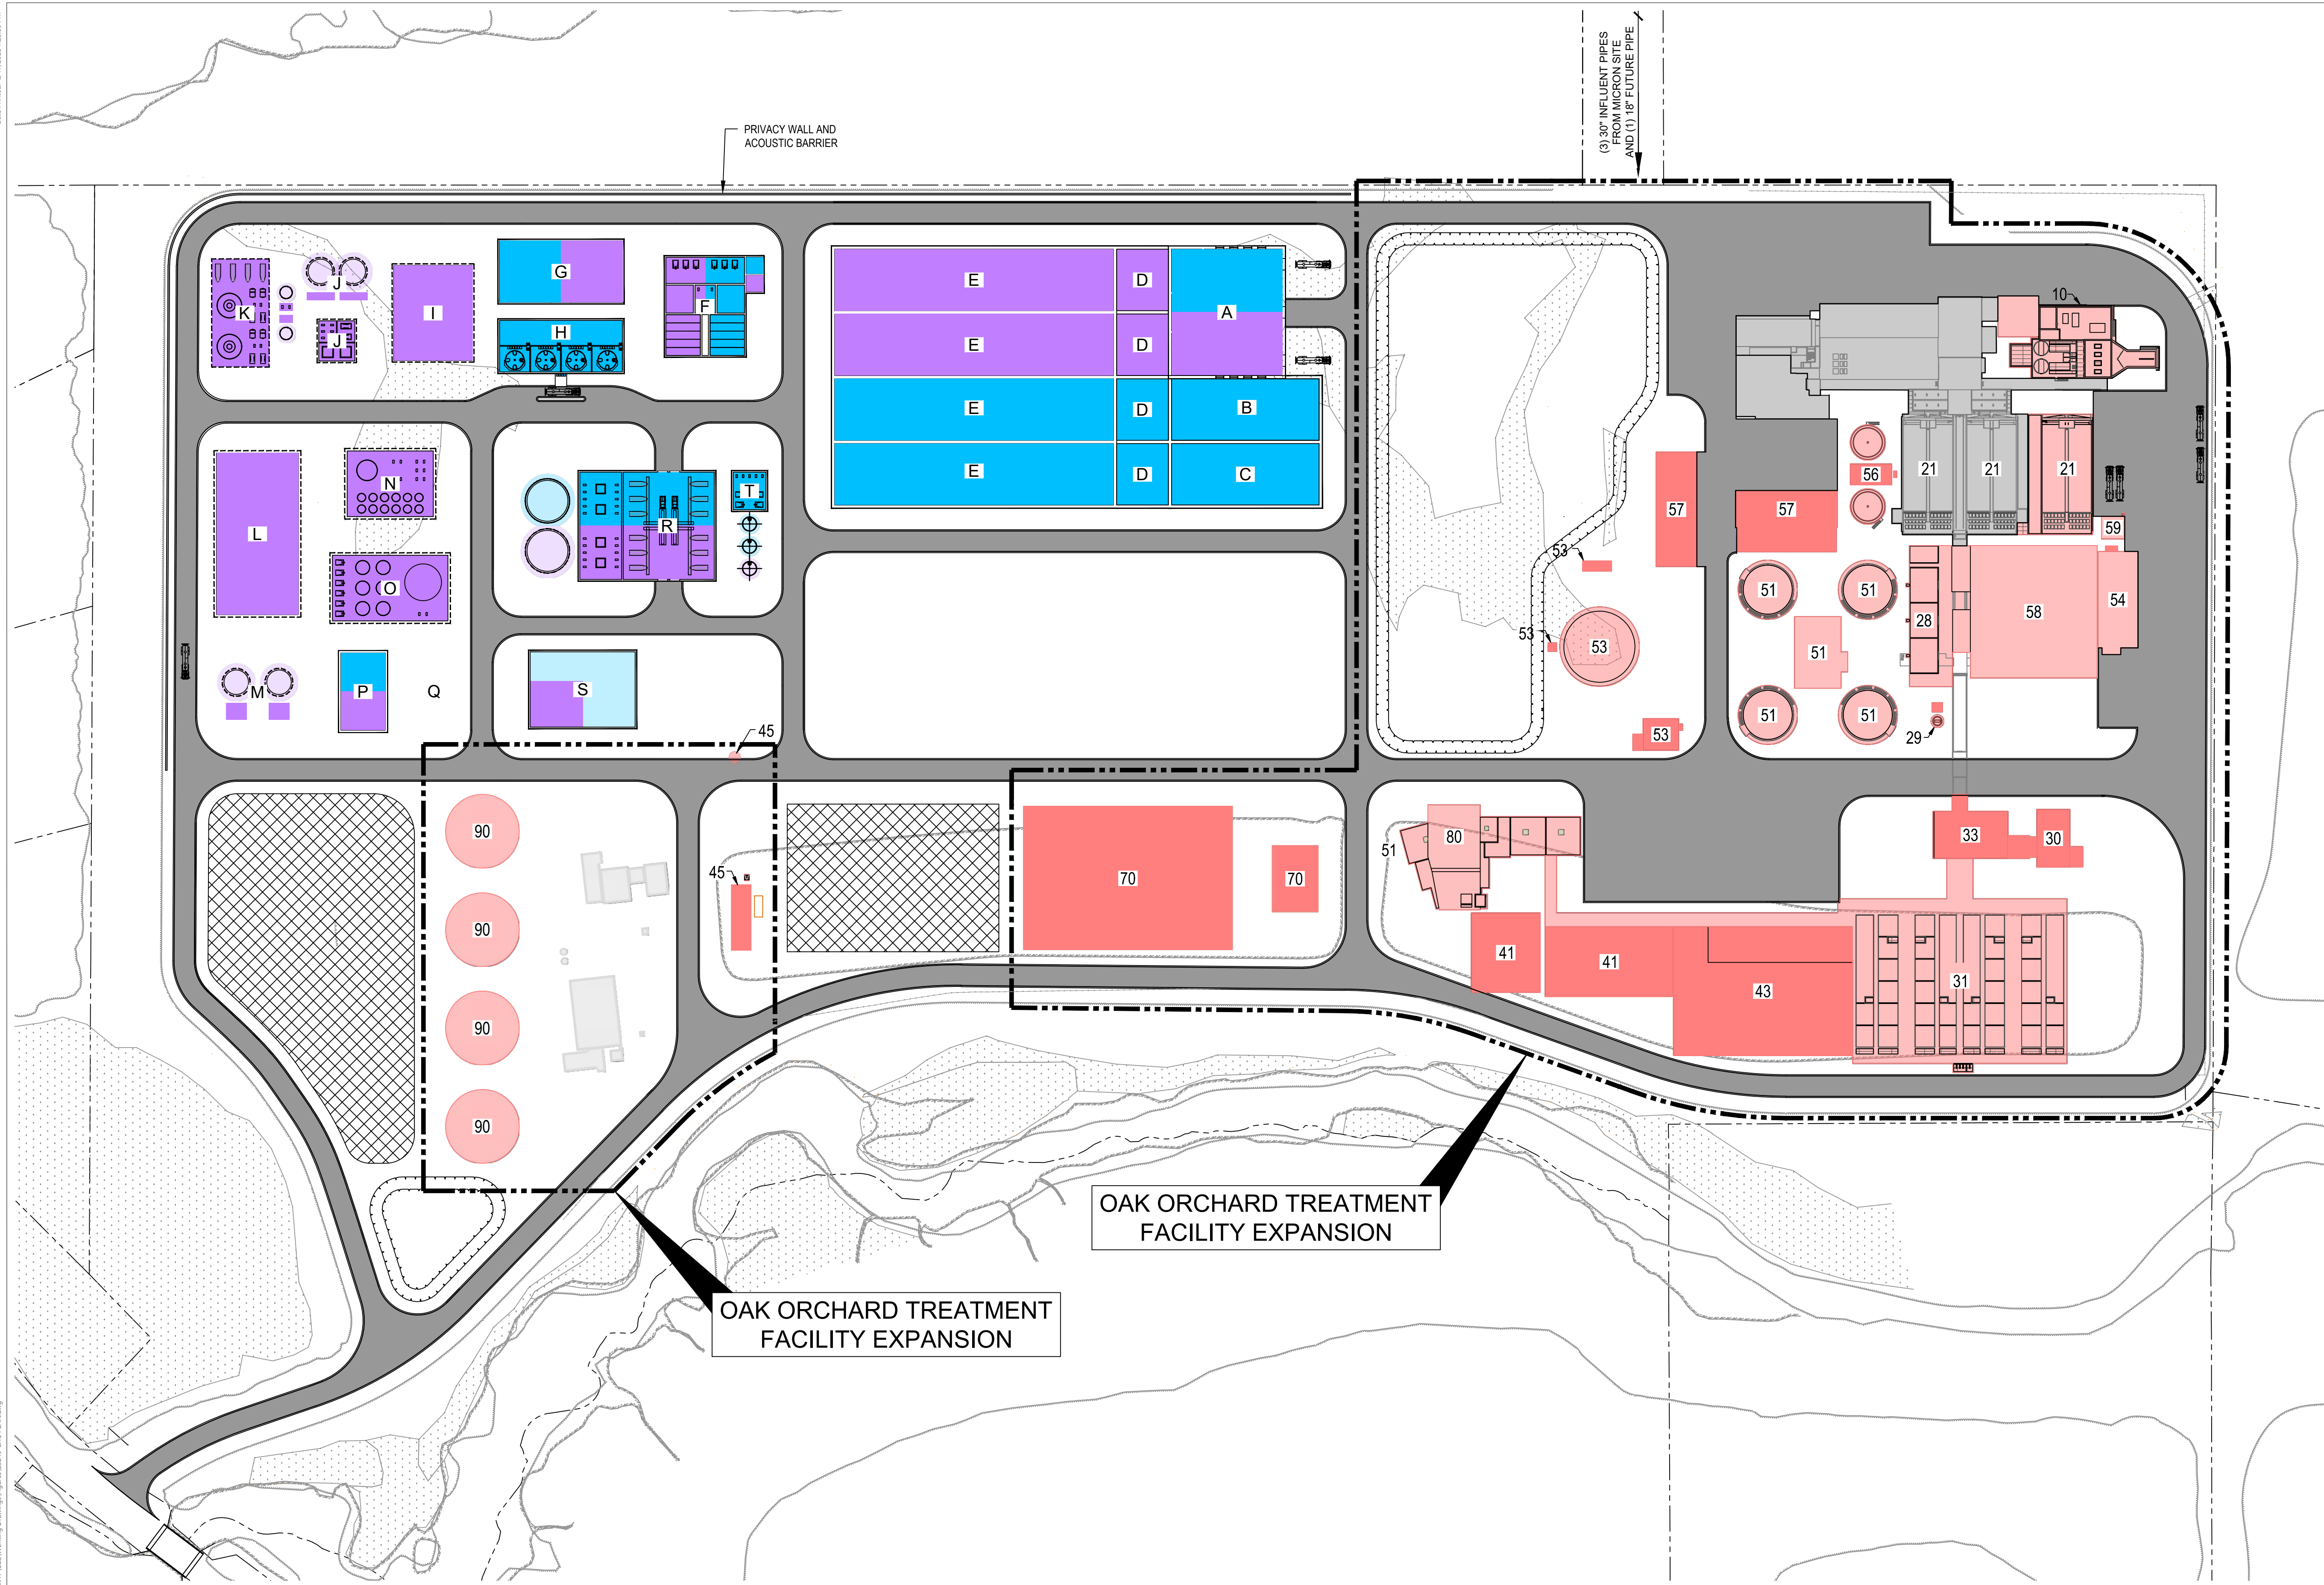 (3) 30" INFLUENT PIPES
FROM MICRON SITE
AND (1) 18" FUTURE PIPE
PRIVACY WALL AND
ACOUSTIC BARRIER
K
J
J
I
G
H
F
E
D
A
E
D
E
D
B
E
D
C
L
N
O
M
P
Q
R
T
S
45
10
21
21
21
56
57
57
59
53
53
53
53
51
51
51
51
51
28
58
54
29
90
90
90
90
45
70
70
51
80
33
30
41
41
43
31
OAK ORCHARD TREATMENT
FACILITY EXPANSION
OAK ORCHARD TREATMENT
FACILITY EXPANSION